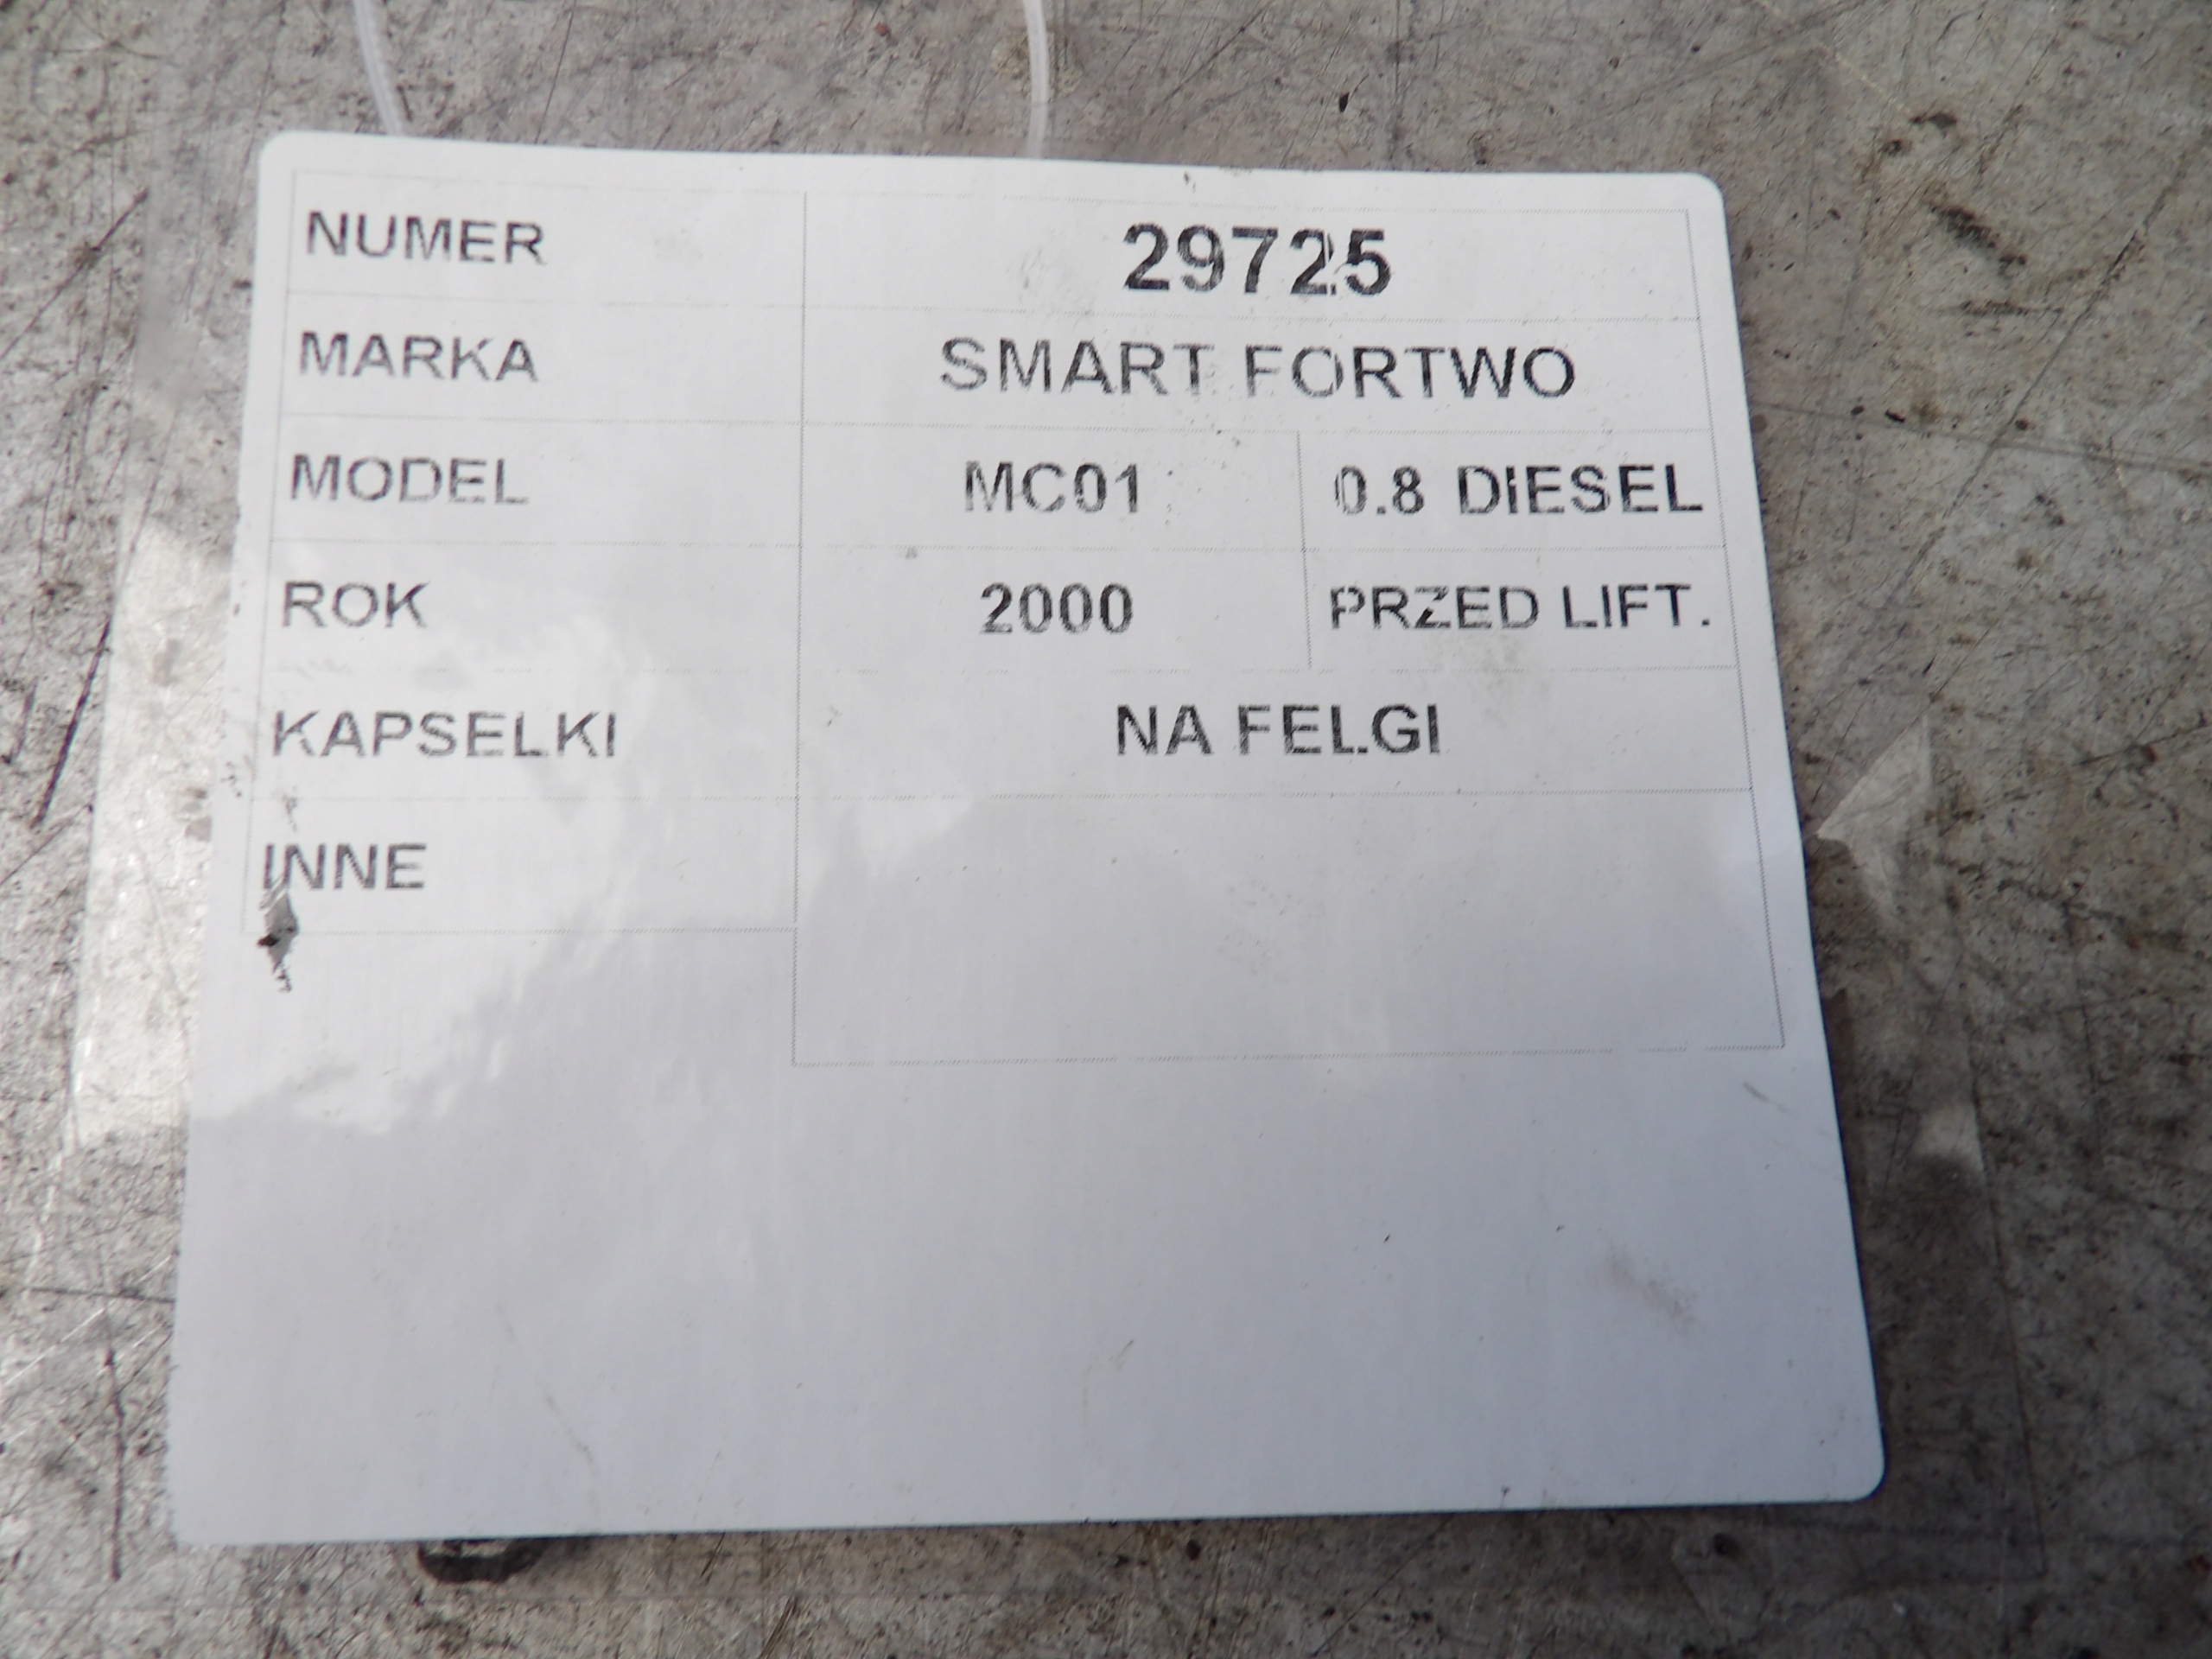 NUMER 29725
MARKA SMART FORTWO
MODEL MC01 0.8 DIESEL
ROK 2000 PRZED LIFT.
KAPSELKI NA FELGI
INNE